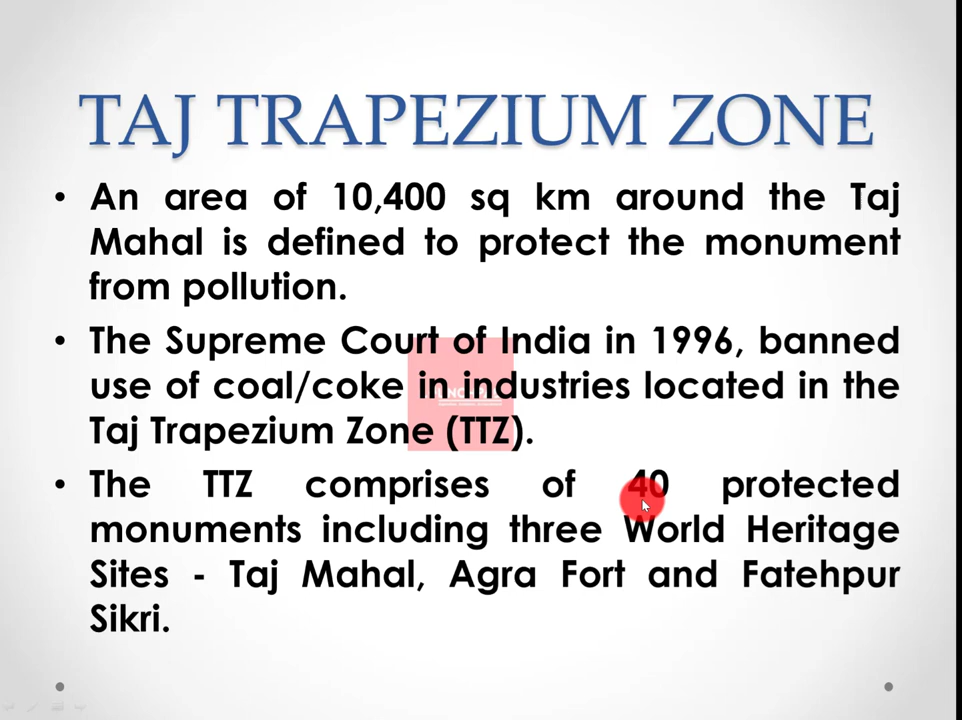 TAJ TRAPEZIUM ZONE
• An area of 10,400 sq km around the Taj
Mahal is defined to protect the monument
from pollution.
• The Supreme Court of India in 1996, banned
use of coal/coke in industries located in the
Taj Trapezium Zone (TTZ).
• The TTZ comprises of 40 protected
monuments including three World Heritage
Sites - Taj Mahal, Agra Fort and Fatehpur
Sikri.